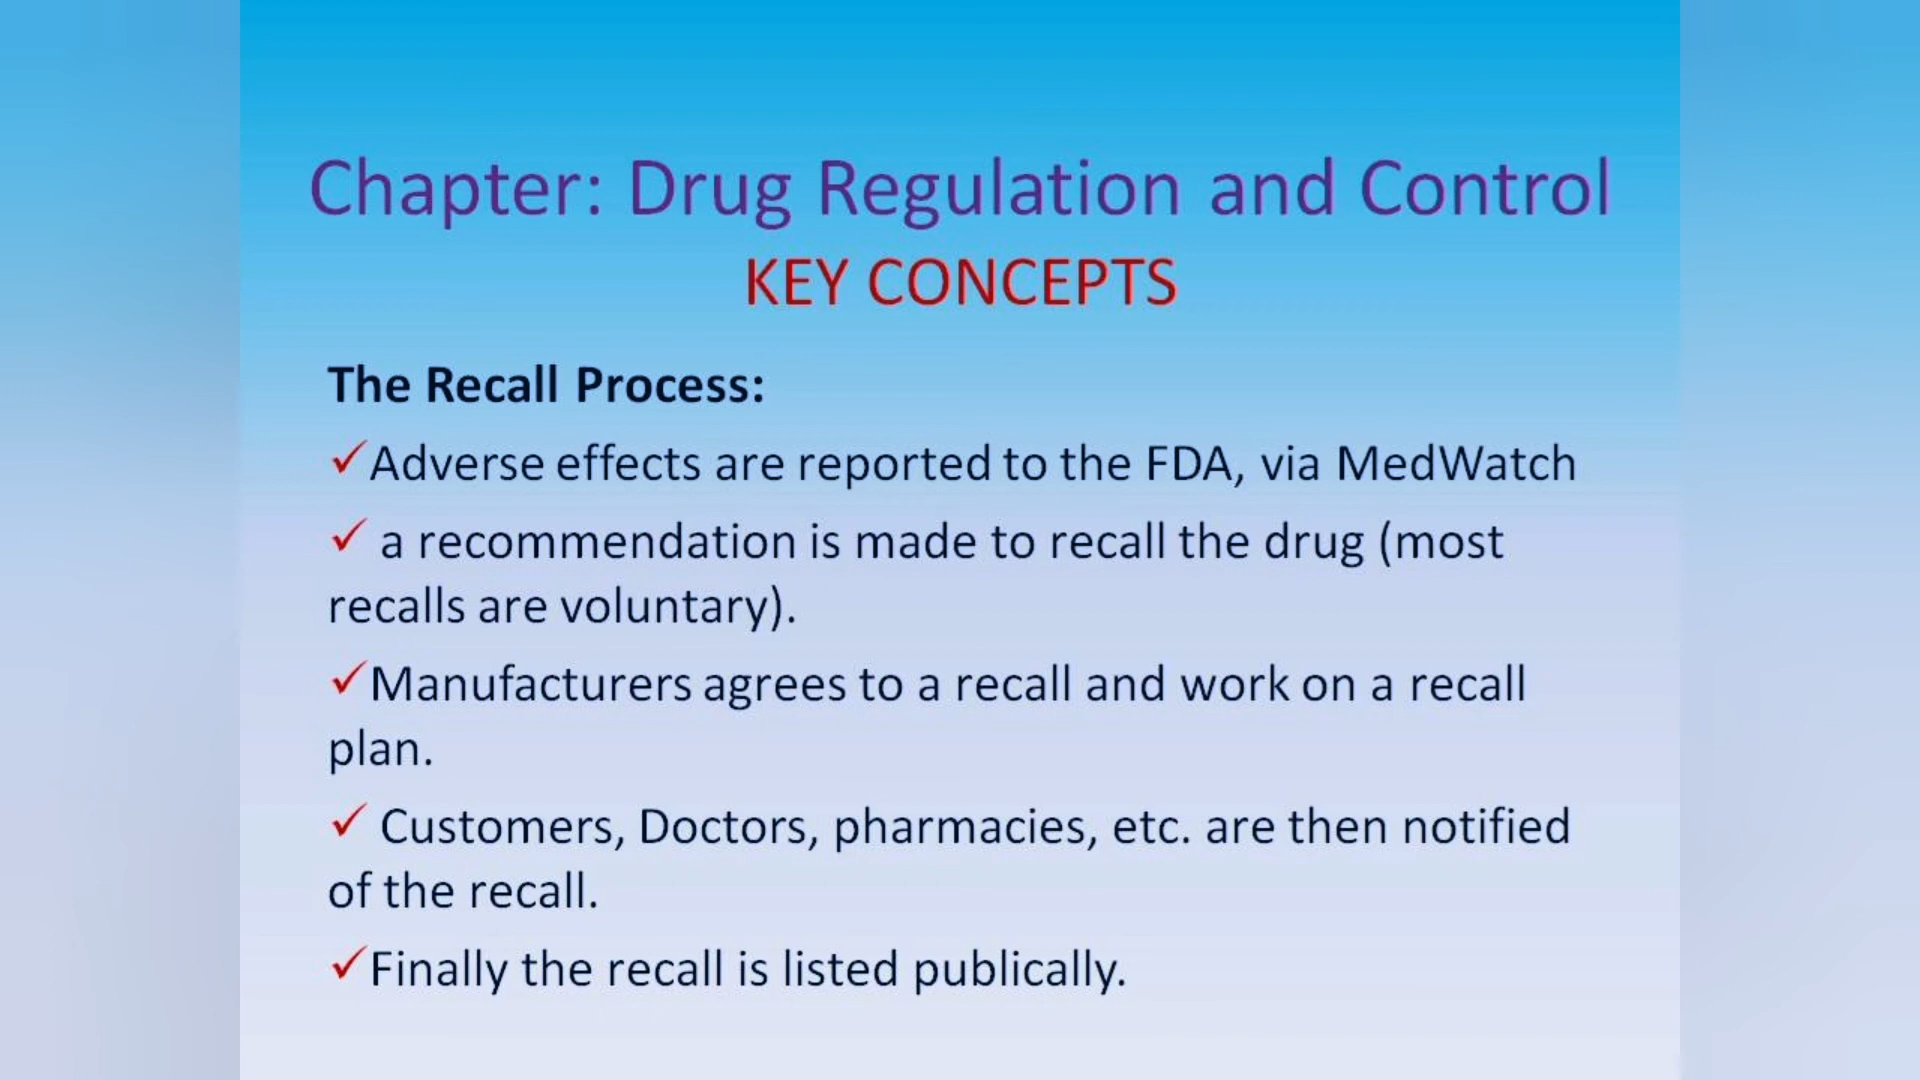 Chapter: Drug Regulation and Control
KEY CONCEPTS
The Recall Process:
✓Adverse effects are reported to the FDA, via MedWatch
✓ a recommendation is made to recall the drug (most
recalls are voluntary).
✓Manufacturers agrees to a recall and work on a recall
plan.
✓ Customers, Doctors, pharmacies, etc. are then notified
of the recall.
✓Finally the recall is listed publically.